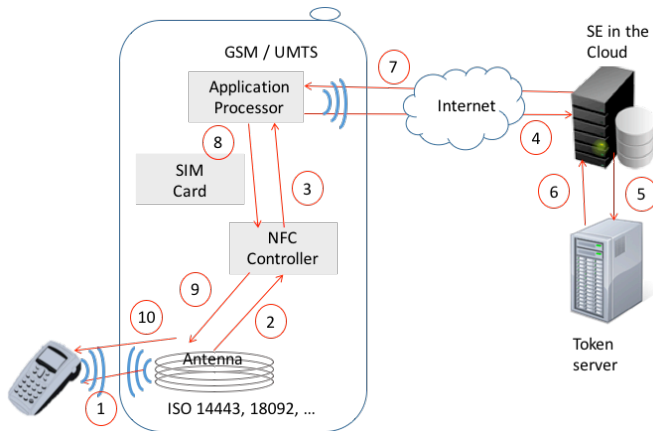 SE in the
Cloud
GSM / UMTS
7
Application
Processor
Internet
4
8
SIM
Card
3
6
5
NFC
Controller
9
2
10
Antenna
Token
server
1
ISO 14443, 18092, ...